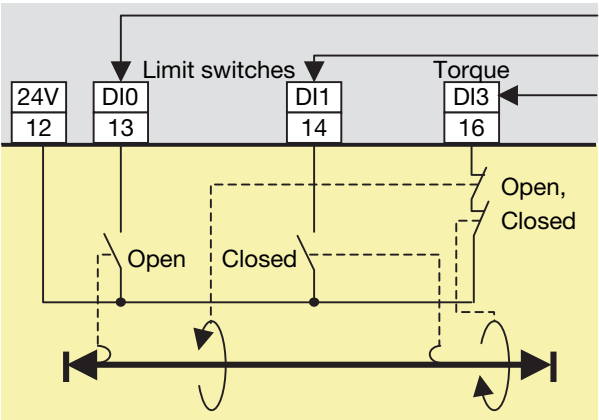 Limit switches Torque
24V DI0 DI1 DI3
12 13 14 16
Open,
Closed
Open Closed